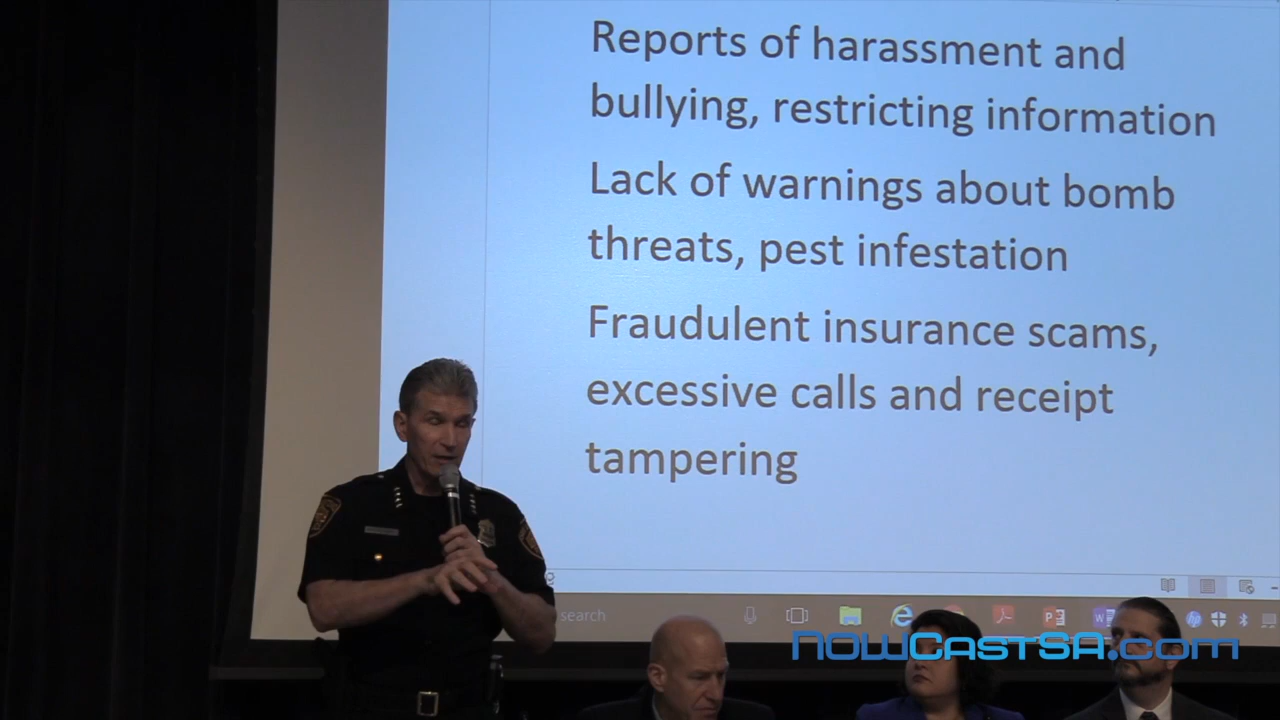 Reports of harassment and
bullying, restricting information
Lack of warnings about bomb
threats, pest infestation
Fraudulent insurance scams,
excessive calls and receipt
tampering
search
NOWCastSA.com